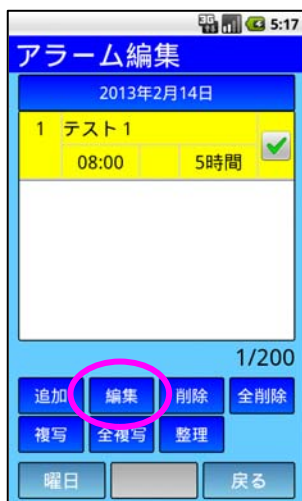 3G 5:17
アラーム編集
2013年2月14日
1 テスト1
08:00 5時間
1/200
追加 編集 削除 全削除
複写 全複写 整理
曜日 戻る